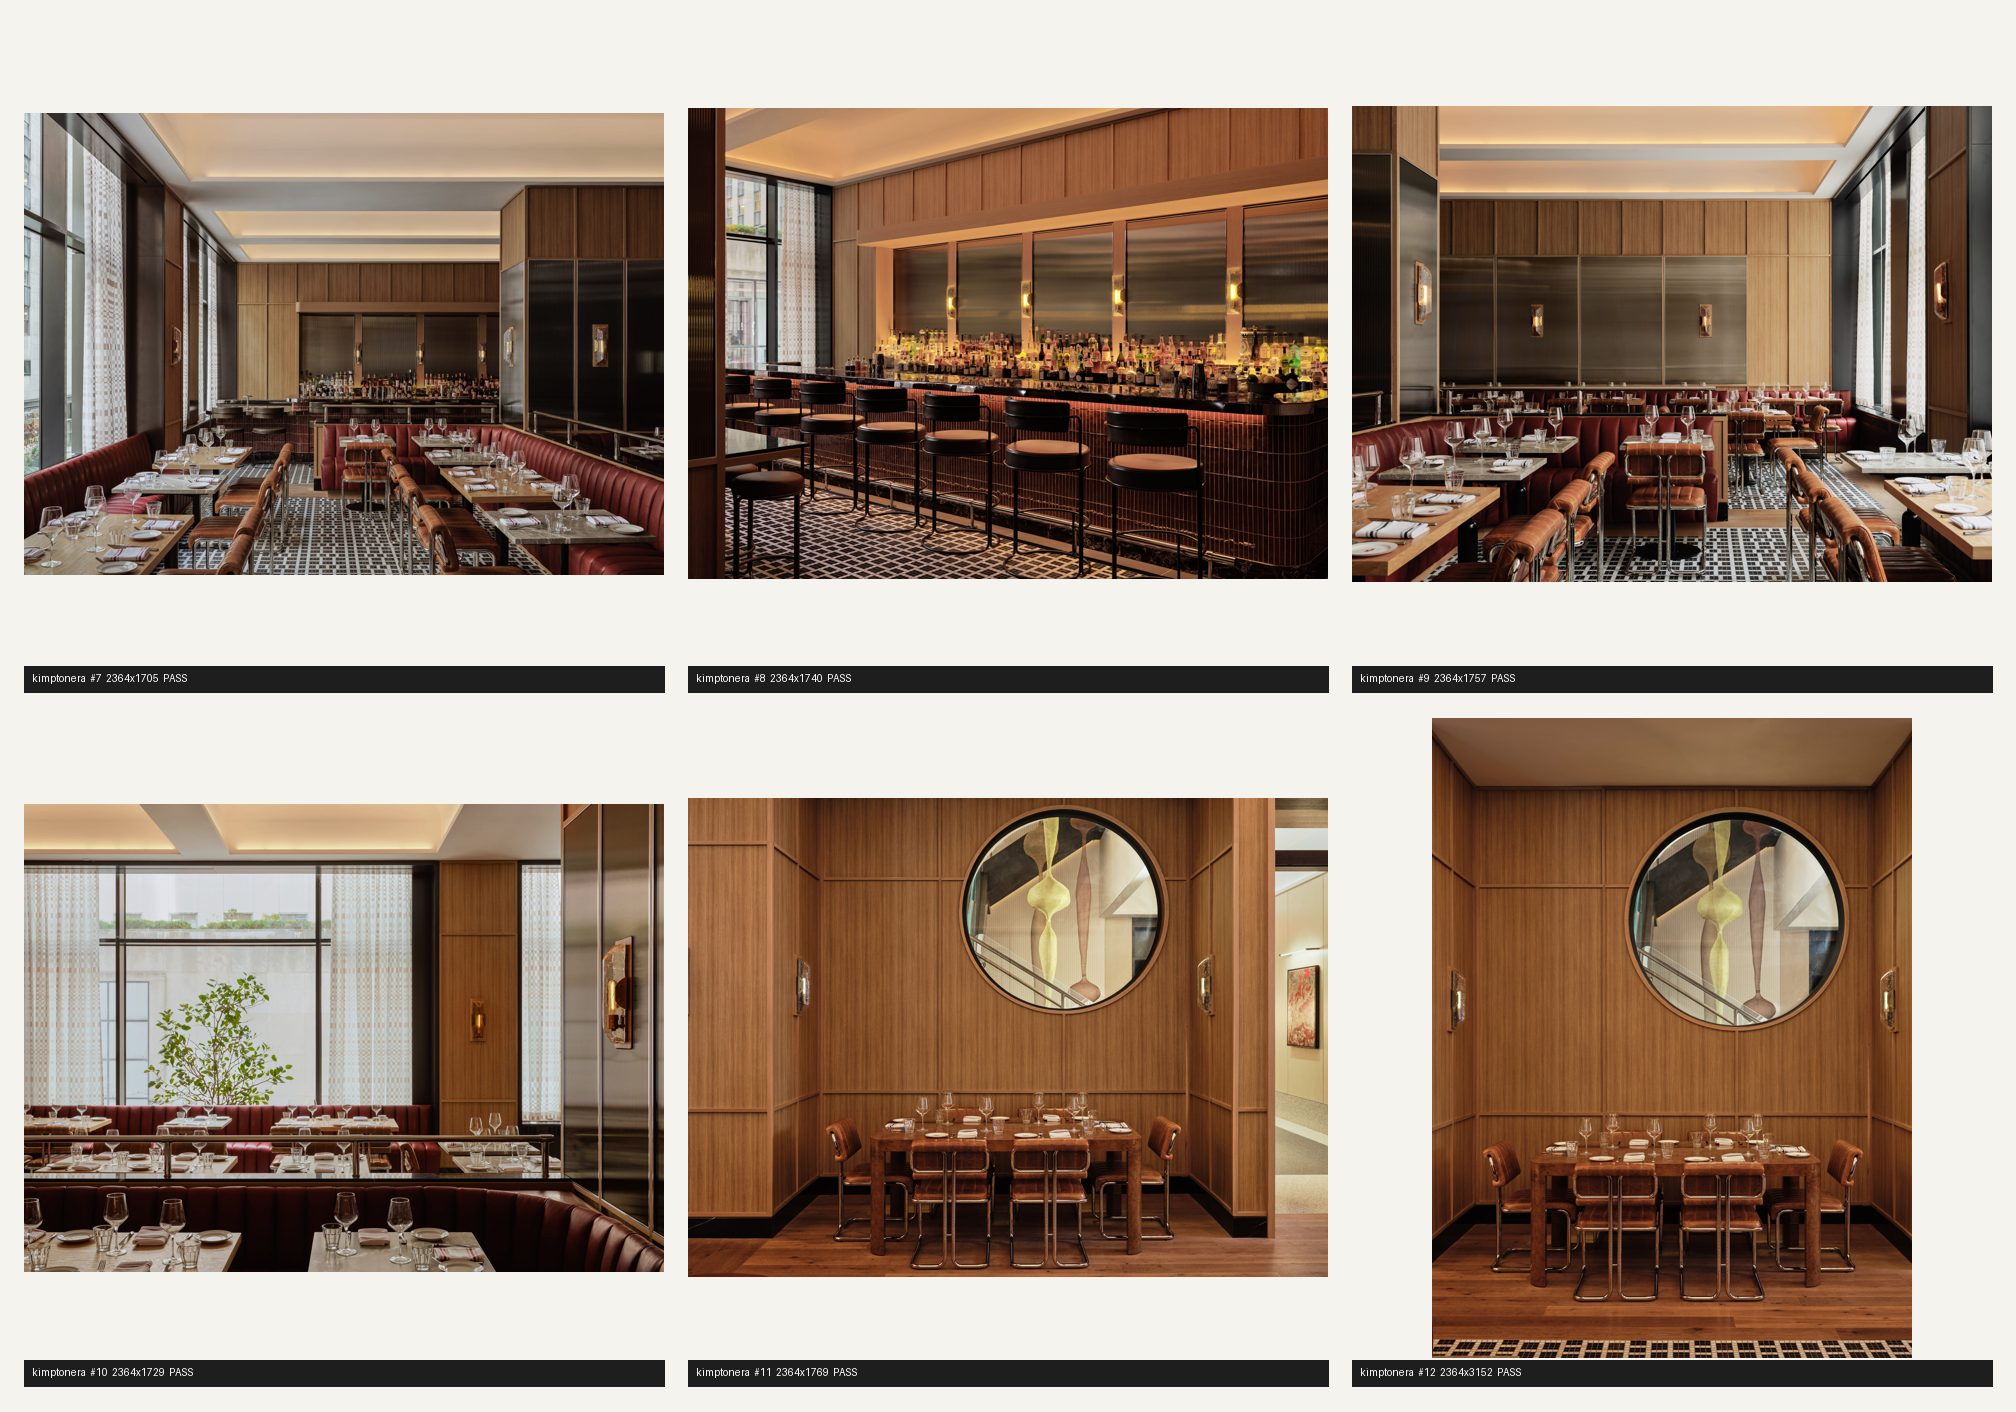 kimptonera #7 2364x1705 PASS
kimptonera #8 2364x1740 PASS
kimptonera #9 2364x1757 PASS
kimptonera #10 2364x1729 PASS
kimptonera #11 2364x1769 PASS
kimptonera #12 2364x3152 PASS